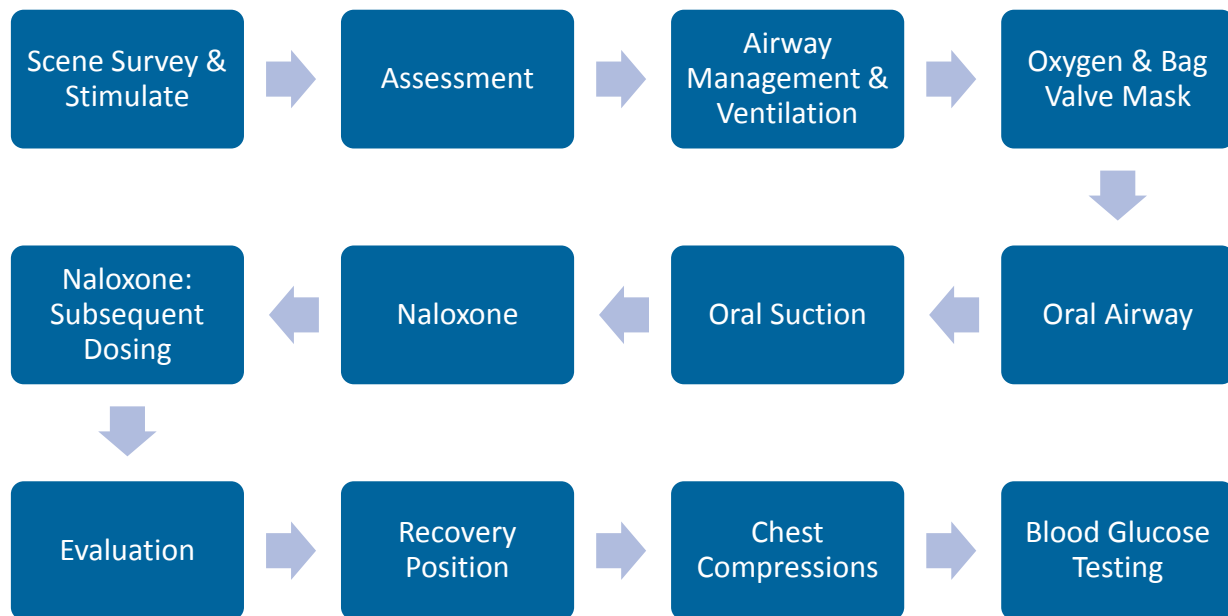 Scene Survey &
Stimulate
Assessment
Airway
Management &
Ventilation
Oxygen & Bag
Valve Mask
Oral Airway
Oral Suction
Naloxone
Naloxone:
Subsequent
Dosing
Evaluation
Recovery
Position
Chest
Compressions
Blood Glucose
Testing